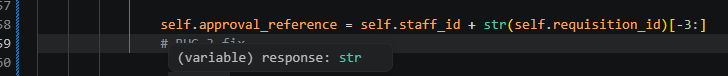 57
58 self.approval_reference = self.staff_id + str(self.requisition_id)[-3:]
59 # BUG 2 fix
(variable) response: str
60